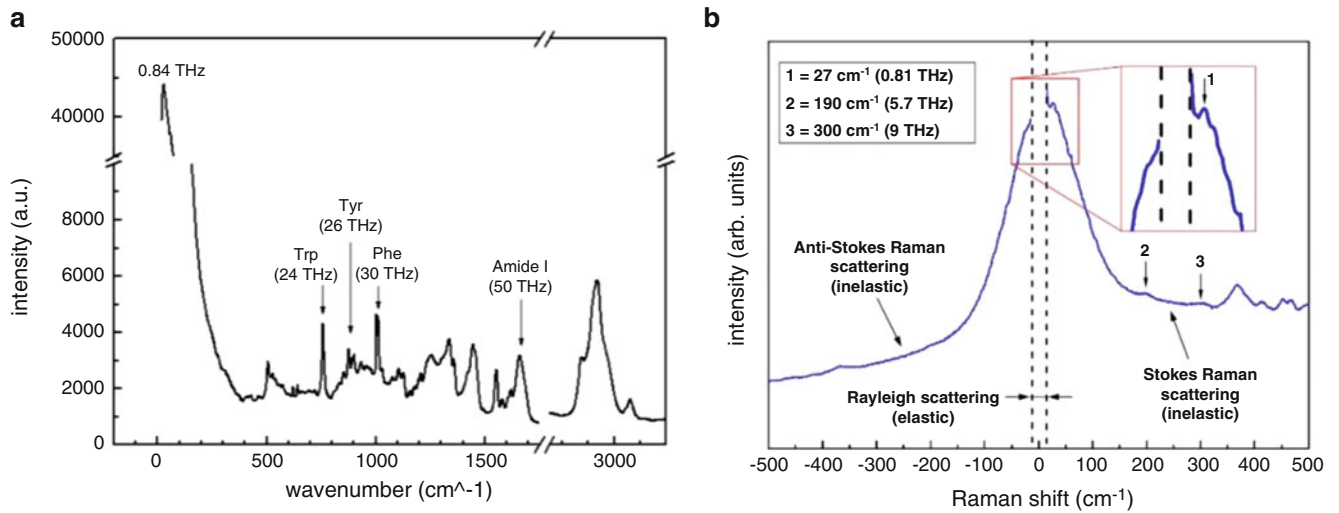 a
50000
40000
8000
6000
4000
2000
0
intensity (a.u.)
0.84 THz
Trp
(24 THz)
Tyr
(26 THz)
Phe
(30 THz)
Amide I
(50 THz)
0 500 1000 1500 3000
wavenumber (cm^-1)
b
intensity (arb. units)
1 = 27 cm⁻¹ (0.81 THz)
2 = 190 cm⁻¹ (5.7 THz)
3 = 300 cm⁻¹ (9 THz)
1
2
3
Anti-Stokes Raman
scattering
(inelastic)
Rayleigh scattering
(elastic)
Stokes Raman
scattering
(inelastic)
-500 -400 -300 -200 -100 0 100 200 300 400 500
Raman shift (cm⁻¹)